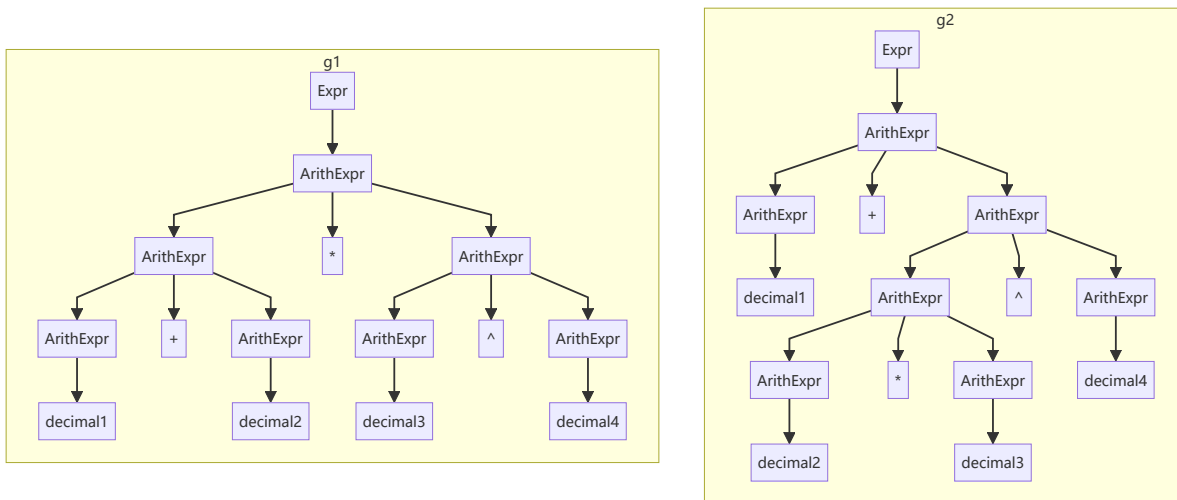 g1
Expr
ArithExpr
ArithExpr
*
ArithExpr
ArithExpr
+
ArithExpr
ArithExpr
^
ArithExpr
decimal1
decimal2
decimal3
decimal4
g2
Expr
ArithExpr
ArithExpr
+
ArithExpr
decimal1
ArithExpr
^
ArithExpr
ArithExpr
*
ArithExpr
decimal4
decimal2
decimal3